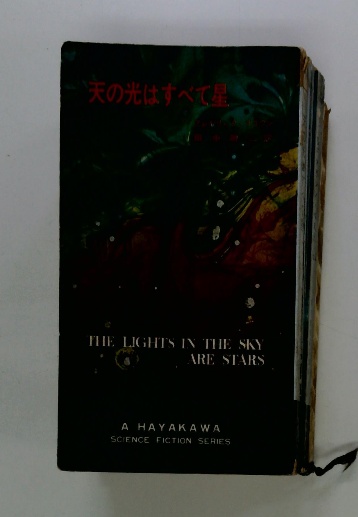 天の光はすべて星
THE LIGHTS IN THE SKY
ARE STARS
A HAYAKAWA
SCIENCE FICTION SERIES